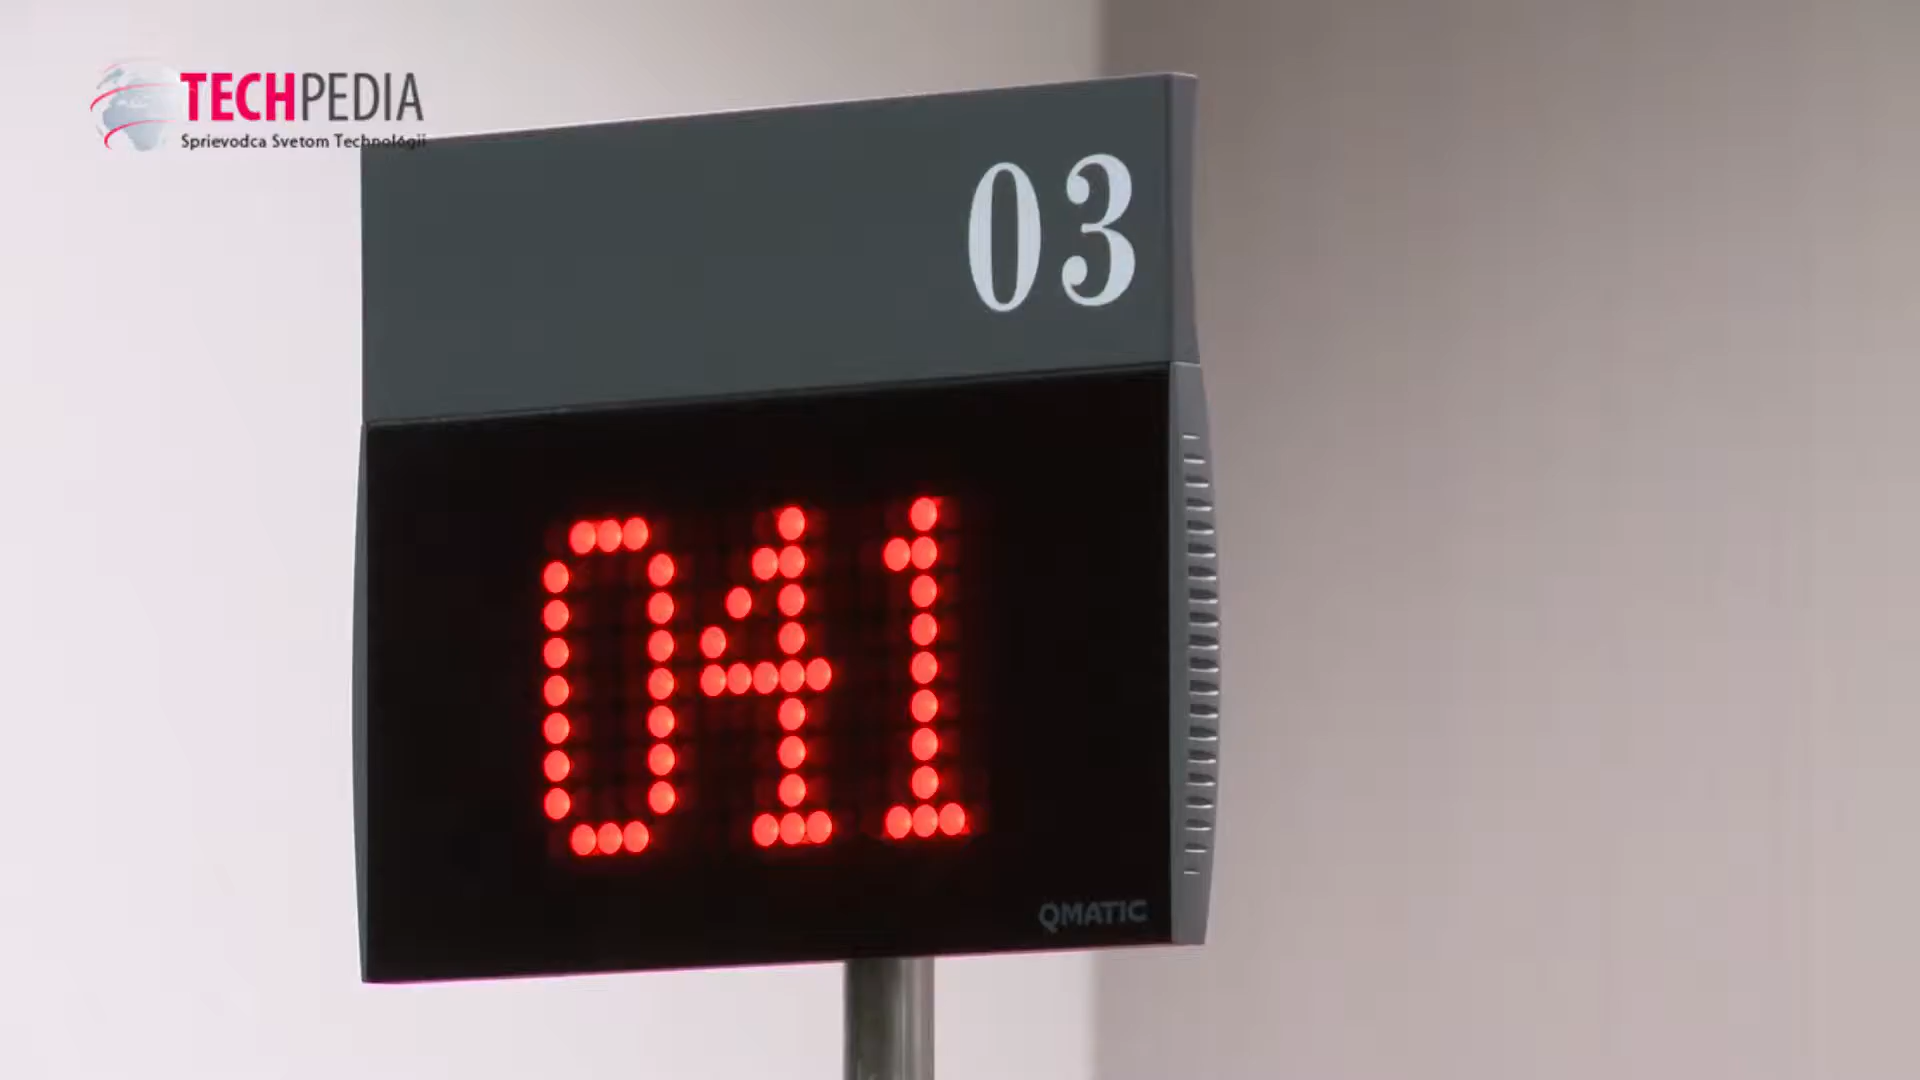 TECHPEDIA
Sprievodca Svetom Technológií
03
041
QMATIC